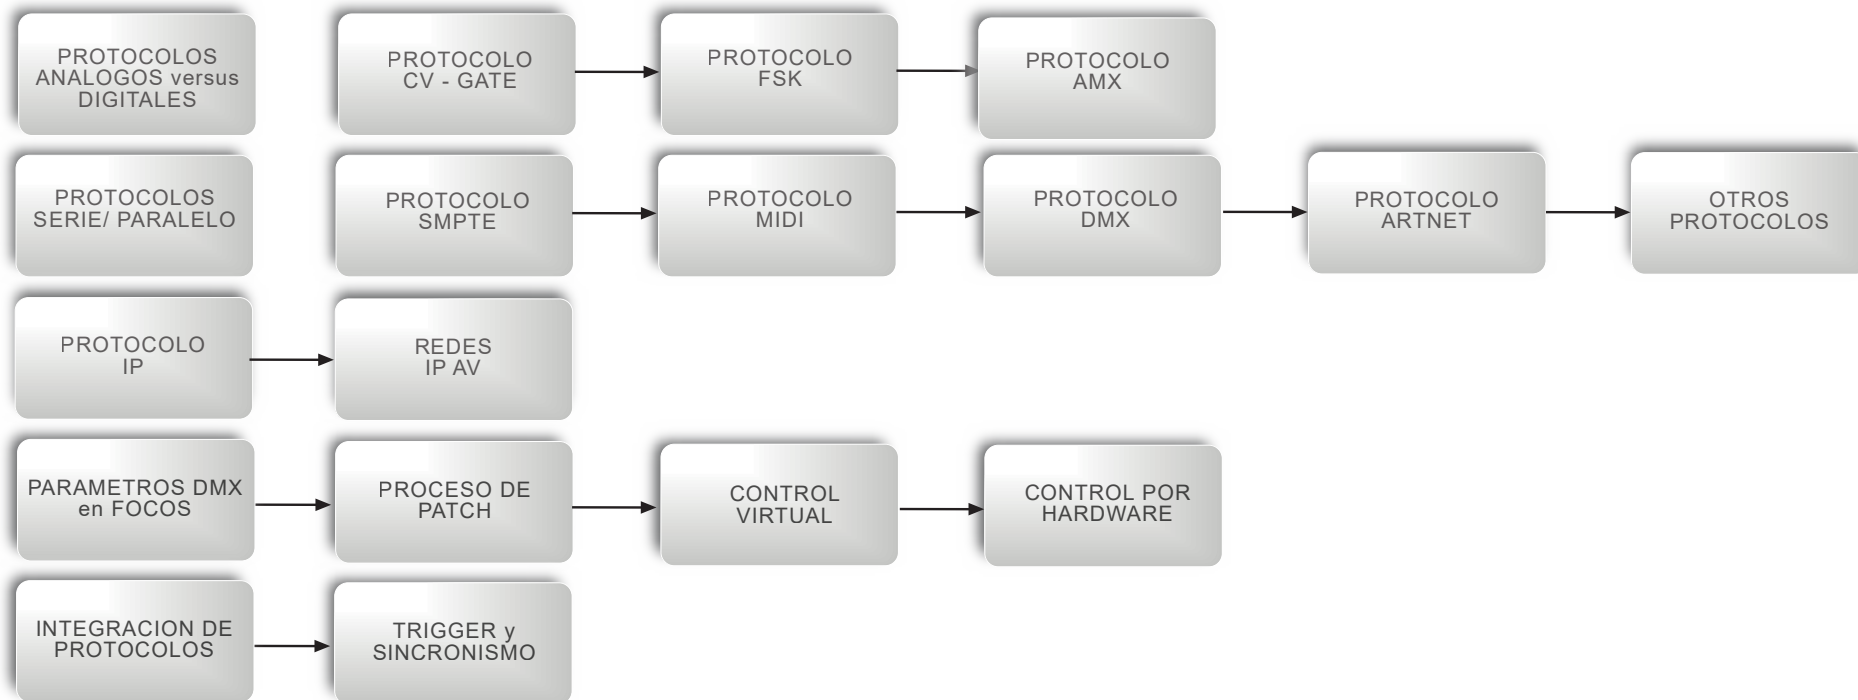 PROTOCOLOS
ANALOGOS versus
DIGITALES
PROTOCOLO
CV - GATE
PROTOCOLO
FSK
PROTOCOLO
AMX
PROTOCOLOS
SERIE/ PARALELO
PROTOCOLO
SMPTE
PROTOCOLO
MIDI
PROTOCOLO
DMX
PROTOCOLO
ARTNET
OTROS
PROTOCOLOS
PROTOCOLO
IP
REDES
IP AV
PARAMETROS DMX
en FOCOS
PROCESO DE
PATCH
CONTROL
VIRTUAL
CONTROL POR
HARDWARE
INTEGRACION DE
PROTOCOLOS
TRIGGER y
SINCRONISMO